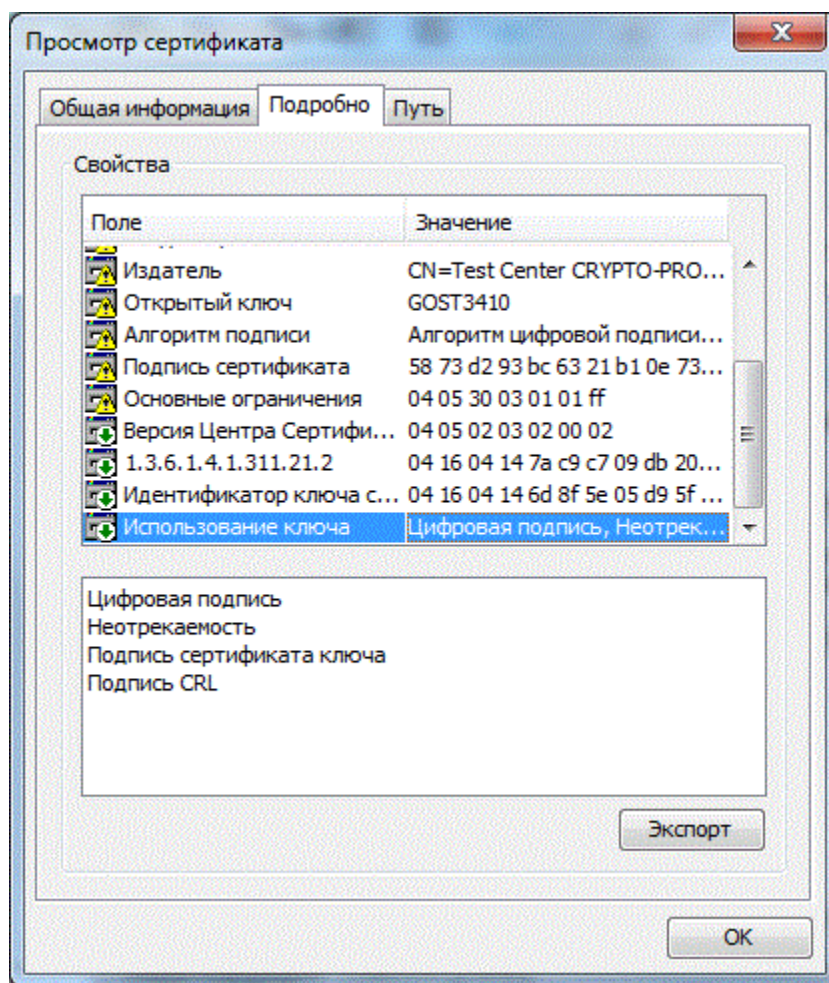 Просмотр сертификата
Общая информация Подробно Путь
Свойства
Поле Значение
Издатель CN=Test Center CRYPTO-PRO...
Открытый ключ GOST3410
Алгоритм подписи Алгоритм цифровой подписи...
Подпись сертификата 58 73 d2 93 bc 63 21 b1 0e 73...
Основные ограничения 04 05 30 03 01 01 ff
Версия Центра Сертифи... 04 05 02 03 02 00 02
1.3.6.1.4.1.311.21.2 04 16 04 14 7a c9 c7 09 db 20...
Идентификатор ключа с... 04 16 04 14 6d 8f 5e 05 d9 5f ...
Использование ключа Цифровая подпись, Неотрек...
Цифровая подпись
Неотрекаемость
Подпись сертификата ключа
Подпись CRL
Экспорт
OK